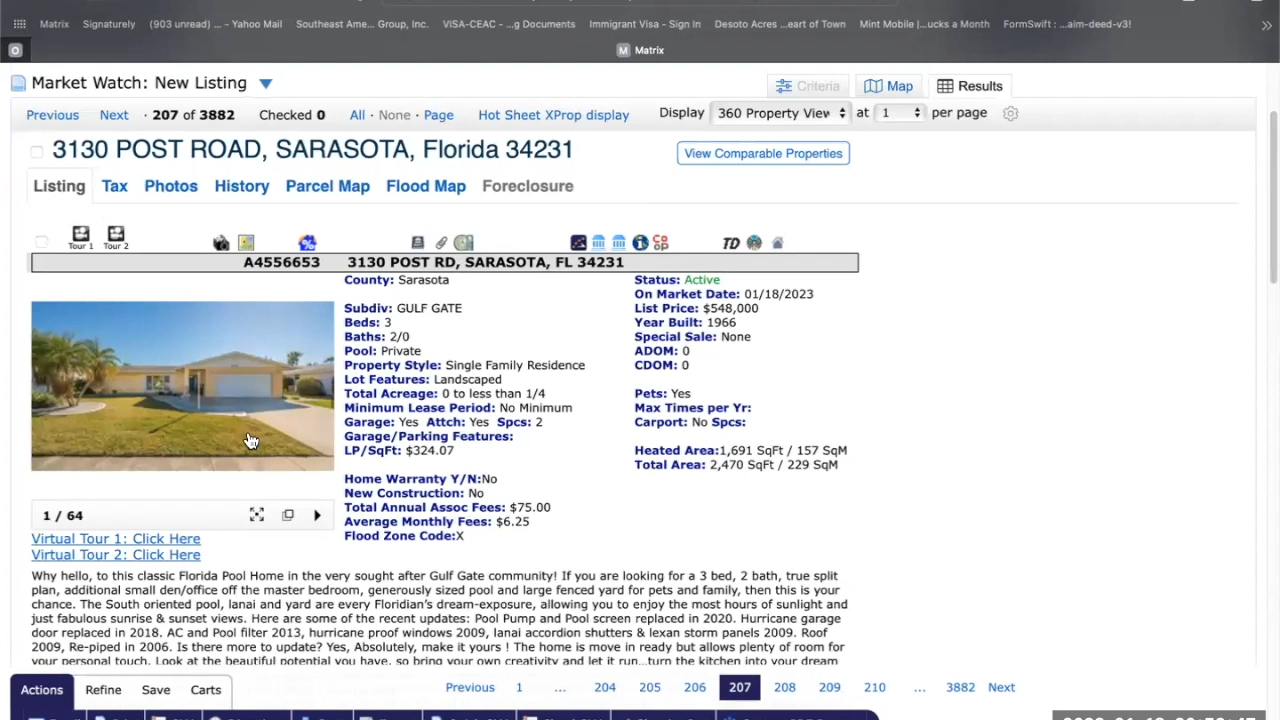 Matrix Signaturely (903 unread) ... – Yahoo Mail Southeast Ame... Group, Inc. VISA-CEAC - ...g Documents Immigrant Visa - Sign In Desoto Acres ...eart of Town Mint Mobile |...ucks a Month FormSwift : ...aim-deed-v3!
O M Matrix
Market Watch: New Listing Criteria Map Results
Previous Next · 207 of 3882 Checked 0 All · None · Page Hot Sheet XProp display Display 360 Property View at 1 per page
3130 POST ROAD, SARASOTA, Florida 34231 View Comparable Properties
Listing Tax Photos History Parcel Map Flood Map Foreclosure
Tour 1 Tour 2 CO OP TD
A4556653 3130 POST RD, SARASOTA, FL 34231
County: Sarasota Status: Active
On Market Date: 01/18/2023
Subdiv: GULF GATE List Price: $548,000
Beds: 3 Year Built: 1966
Baths: 2/0 Special Sale: None
Pool: Private ADOM: 0
Property Style: Single Family Residence CDOM: 0
Lot Features: Landscaped
Total Acreage: 0 to less than 1/4 Pets: Yes
Minimum Lease Period: No Minimum Max Times per Yr:
Garage: Yes Attch: Yes Spcs: 2 Carport: No Spcs:
Garage/Parking Features:
LP/SqFt: $324.07 Heated Area:1,691 SqFt / 157 SqM
Total Area: 2,470 SqFt / 229 SqM
Home Warranty Y/N:No
New Construction: No
Total Annual Assoc Fees: $75.00
1 / 64 Average Monthly Fees: $6.25
Flood Zone Code:X
Virtual Tour 1: Click Here
Virtual Tour 2: Click Here
Why hello, to this classic Florida Pool Home in the very sought after Gulf Gate community! If you are looking for a 3 bed, 2 bath, true split
plan, additional small den/office off the master bedroom, generously sized pool and large fenced yard for pets and family, then this is your
chance. The South oriented pool, lanai and yard are every Floridian's dream-exposure, allowing you to enjoy the most hours of sunlight and
just fabulous sunrise & sunset views. Here are some of the recent updates: Pool Pump and Pool screen replaced in 2020. Hurricane garage
door replaced in 2018. AC and Pool filter 2013, hurricane proof windows 2009, lanai accordion shutters & lexan storm panels 2009. Roof
2009, Re-piped in 2006. Is there more to update? Yes, Absolutely, make it yours ! The home is move in ready but allows plenty of room for
your personal touch. Look at the beautiful potential you have, so bring your own creativity and let it run...turn the kitchen into your dream
Actions Refine Save Carts Previous 1 ... 204 205 206 207 208 209 210 ... 3882 Next